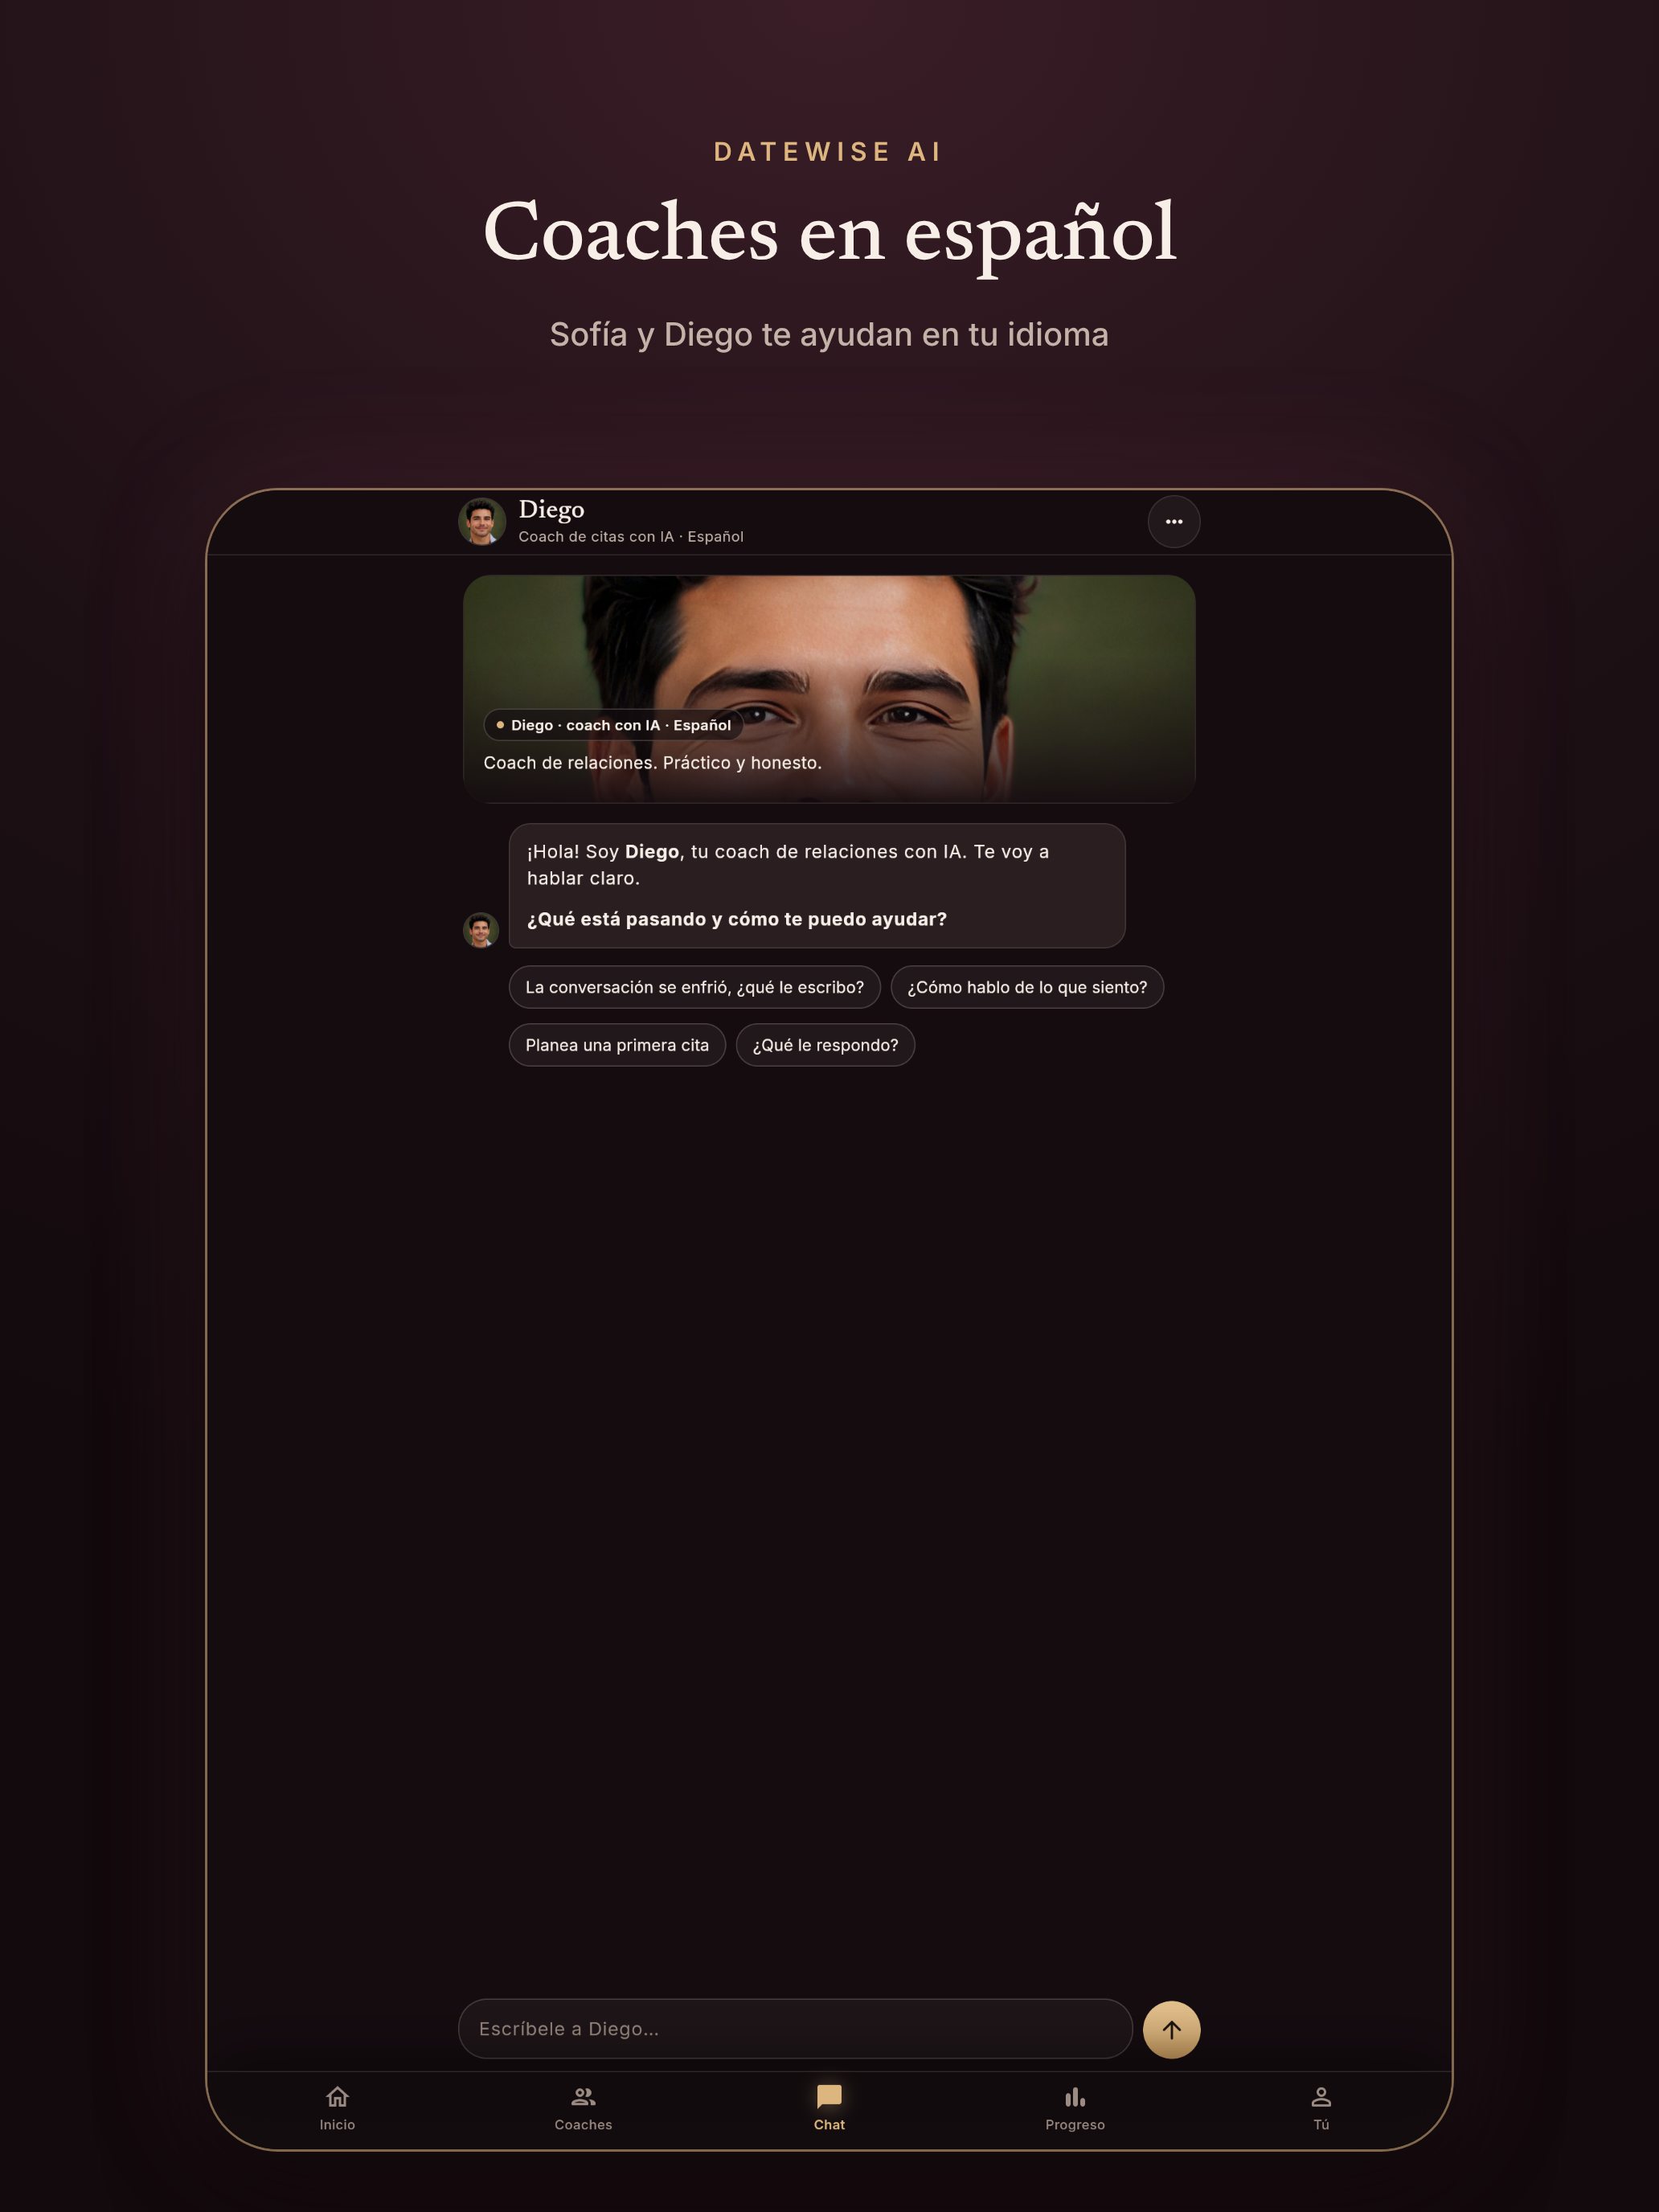 DATEWISE AI
Coaches en español
Sofía y Diego te ayudan en tu idioma
Diego
Coach de citas con IA · Español
Diego · coach con IA · Español
Coach de relaciones. Práctico y honesto.
¡Hola! Soy Diego, tu coach de relaciones con IA. Te voy a
hablar claro.
¿Qué está pasando y cómo te puedo ayudar?
La conversación se enfrió, ¿qué le escribo?
¿Cómo hablo de lo que siento?
Planea una primera cita
¿Qué le respondo?
Escríbele a Diego...
Inicio
Coaches
Chat
Progreso
Tú